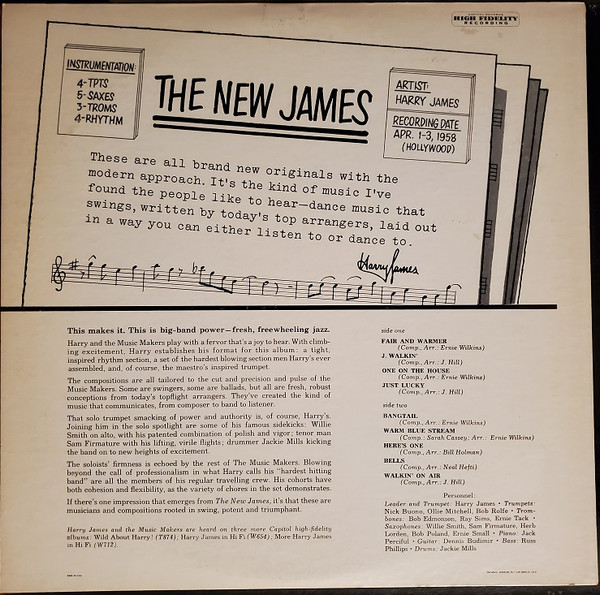 HIGH FIDELITY
RECORDING
INSTRUMENTATION:
4-TPTS
5-SAXES
3-TROMS
4-RHYTHM
THE NEW JAMES
ARTIST:
HARRY JAMES
RECORDING DATE
APR. 1-3, 1958
(HOLLYWOOD)
These are all brand new originals with the
modern approach. It's the kind of music I've
found the people like to hear—dance music that
swings, written by today's top arrangers, laid out
in a way you can either listen to or dance to.
Harry James
This makes it. This is big-band power—fresh, freewheeling jazz.
Harry and the Music Makers play with a fervor that's a joy to hear. With climb-
ing excitement, Harry establishes his format for this album: a tight,
inspired rhythm section, a set of the hardest blowing section men Harry's ever
assembled, and, of course, the maestro's inspired trumpet.
The compositions are all tailored to the cut and precision and pulse of the
Music Makers. Some are swingers, some are ballads, but all are fresh, robust
conceptions from today's topflight arrangers. They've created the kind of
music that communicates, from composer to band to listener.
That solo trumpet smacking of power and authority is, of course, Harry's.
Joining him in the solo spotlight are some of his famous sidekicks: Willie
Smith on alto, with his patented combination of polish and vigor; tenor man
Sam Firmature with his lifting, virile flights; drummer Jackie Mills kicking
the band on to new heights of excitement.
The soloists' firmness is echoed by the rest of The Music Makers. Blowing
beyond the call of professionalism in what Harry calls his "hardest hitting
band" are all the members of his regular travelling crew. His cohorts have
both cohesion and flexibility, as the variety of chores in the set demonstrates.
If there's one impression that emerges from The New James, it's that these are
musicians and compositions rooted in swing, potent and triumphant.
Harry James and the Music Makers are heard on three more Capitol high-fidelity
albums: Wild About Harry! (T874); Harry James in Hi Fi (W654); More Harry James
in Hi Fi (W712).
side one
FAIR AND WARMER
(Comp., Arr.: Ernie Wilkins)
J. WALKIN'
(Comp., Arr.: J. Hill)
ONE ON THE HOUSE
(Comp., Arr.: Ernie Wilkins)
JUST LUCKY
(Comp., Arr.: J. Hill)
side two
BANGTAIL
(Comp., Arr.: Ernie Wilkins)
WARM BLUE STREAM
(Comp.: Sarah Cassey; Arr.: Ernie Wilkins)
HERE'S ONE
(Comp., Arr.: Bill Holman)
BELLS
(Comp., Arr.: Neal Hefti)
WALKIN' ON AIR
(Comp., Arr.: J. Hill)
Personnel:
Leader and Trumpet: Harry James • Trumpets:
Nick Buono, Ollie Mitchell, Bob Rolfe • Trom-
bones: Bob Edmonson, Ray Sims, Ernie Tack •
Saxophones: Willie Smith, Sam Firmature, Herb
Lorden, Bob Poland, Ernie Small • Piano: Jack
Perciful • Guitar: Dennis Budimir • Bass: Russ
Phillips • Drums: Jackie Mills